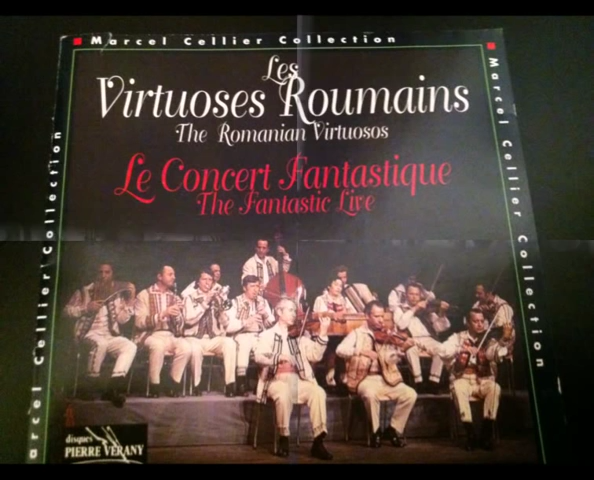 Marcel Cellier Collection
Les
Virtuoses Roumains
The Romanian Virtuosos
Le Concert Fantastique
The Fantastic Live
Marcel Cellier Collection
arcel Cellier Collection
disques
PIERRE VERANY